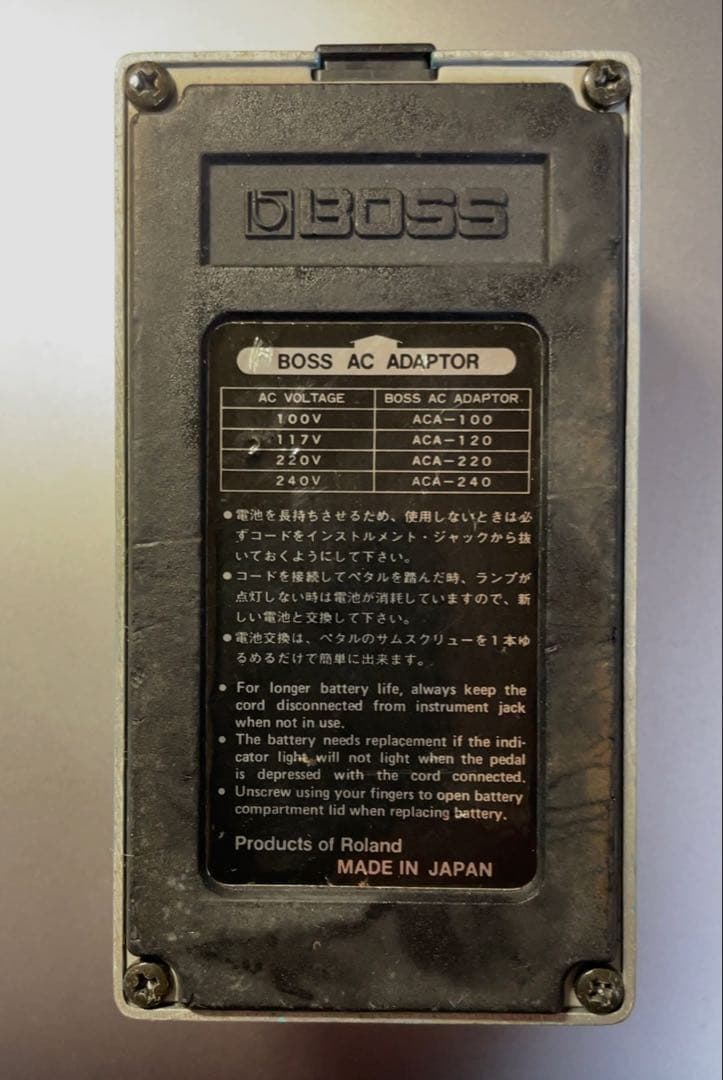 BOSS
BOSS AC ADAPTOR
AC VOLTAGE BOSS AC ADAPTOR
100V ACA-100
117V ACA-120
220V ACA-220
240V ACA-240
●電池を長持ちさせるため、使用しないときは必
ずコードをインストルメント・ジャックから抜
いておくようにして下さい。
●コードを接続してペタルを踏んだ時、ランプが
点灯しない時は電池が消耗していますので、新
しい電池と交換して下さい。
●電池交換は、ペタルのサムスクリューを1本ゆ
るめるだけで簡単に出来ます。
● For longer battery life, always keep the
cord disconnected from instrument jack
when not in use.
● The battery needs replacement if the indi-
cator light will not light when the pedal
is depressed with the cord connected.
● Unscrew using your fingers to open battery
compartment lid when replacing battery.
Products of Roland
MADE IN JAPAN